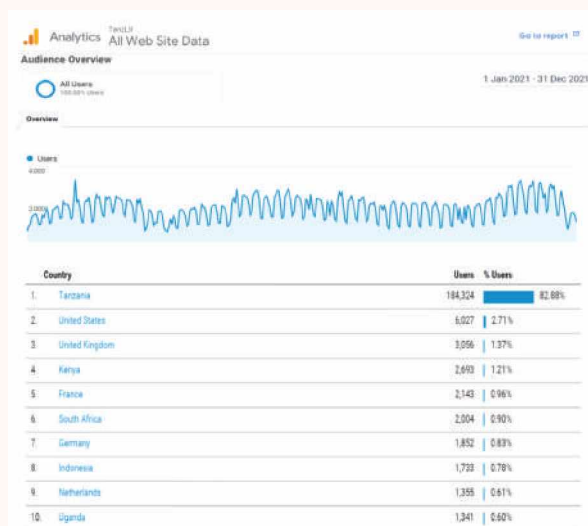 Analytics
All Web Site Data
Go to report
Audience Overview
All Users
100.00% Users
1 Jan 2021 - 31 Dec 2021
Overview
Users
4,000
Country Users % Users
1. Tanzania 184,324 82.88%
2. United States 6,027 2.71%
3. United Kingdom 3,056 1.37%
4. Kenya 2,693 1.21%
5. France 2,143 0.96%
6. South Africa 2,004 0.90%
7. Germany 1,852 0.83%
8. Indonesia 1,733 0.78%
9. Netherlands 1,355 0.61%
10. Uganda 1,341 0.60%